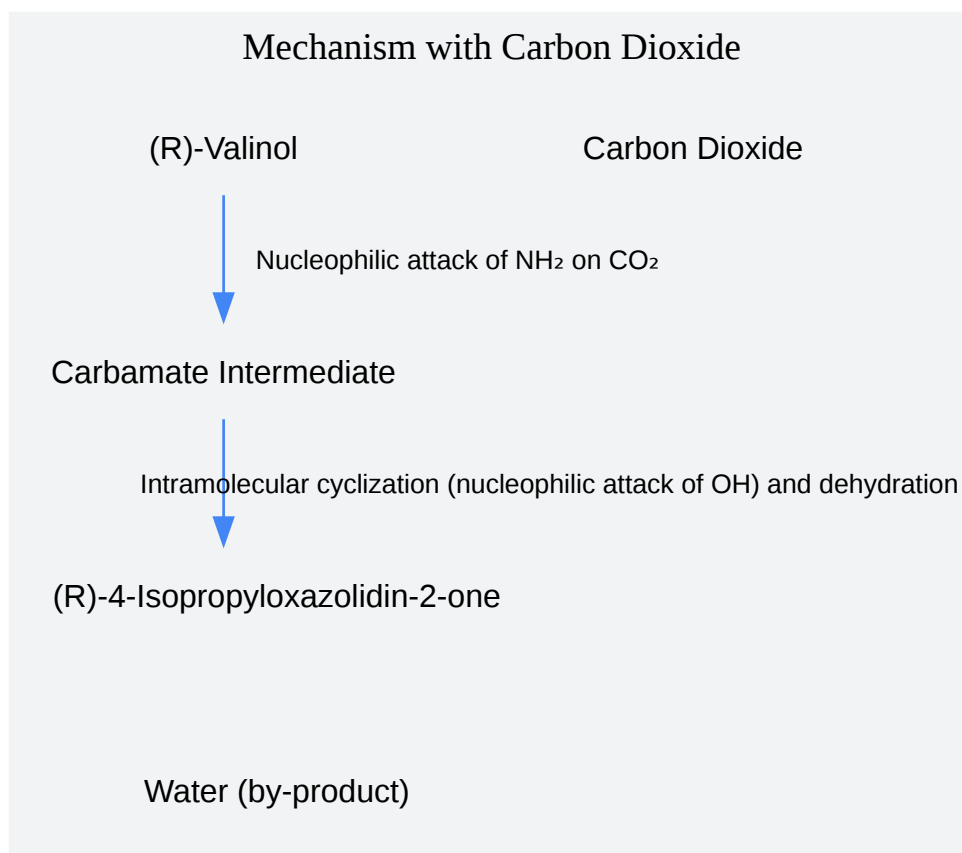 Mechanism with Carbon Dioxide
(R)-Valinol
Carbon Dioxide
Nucleophilic attack of NH₂ on CO₂
Carbamate Intermediate
Intramolecular cyclization (nucleophilic attack of OH) and dehydration
(R)-4-Isopropyloxazolidin-2-one
Water (by-product)